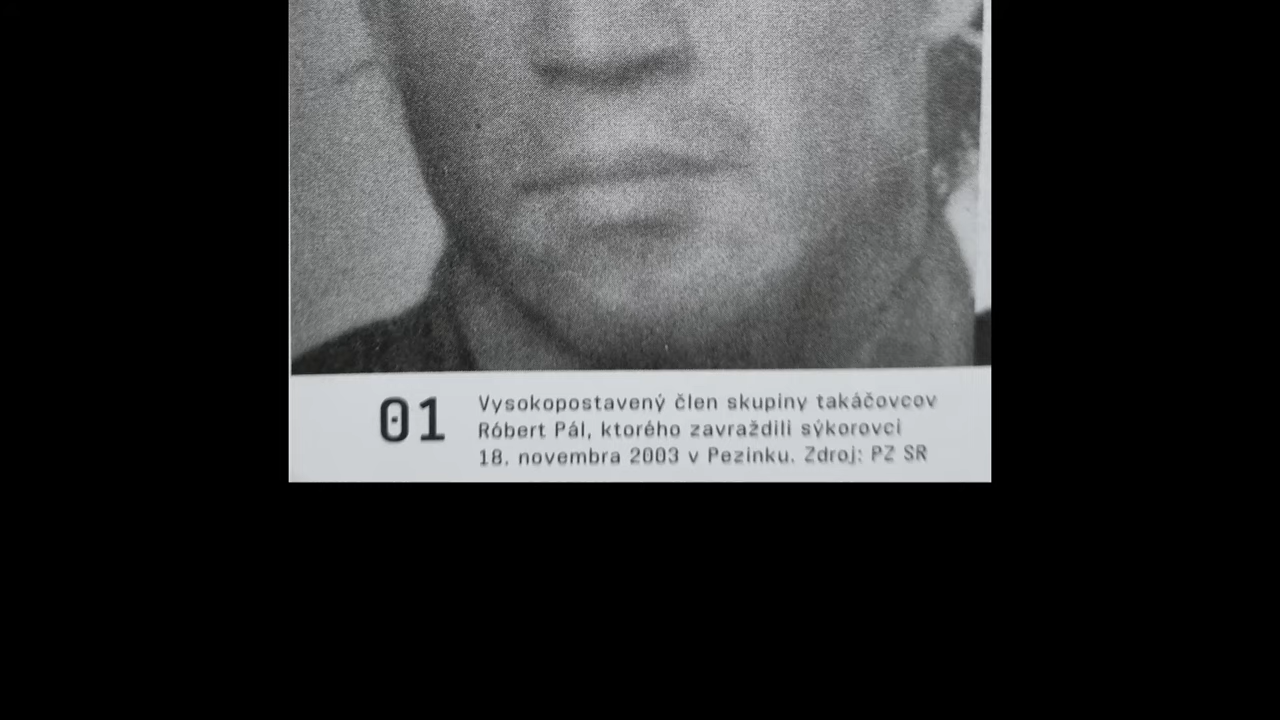 01
Vysokopostavený člen skupiny takáčovcov
Róbert Pál, ktorého zavraždili sýkorovci
18. novembra 2003 v Pezinku. Zdroj: PZ SR